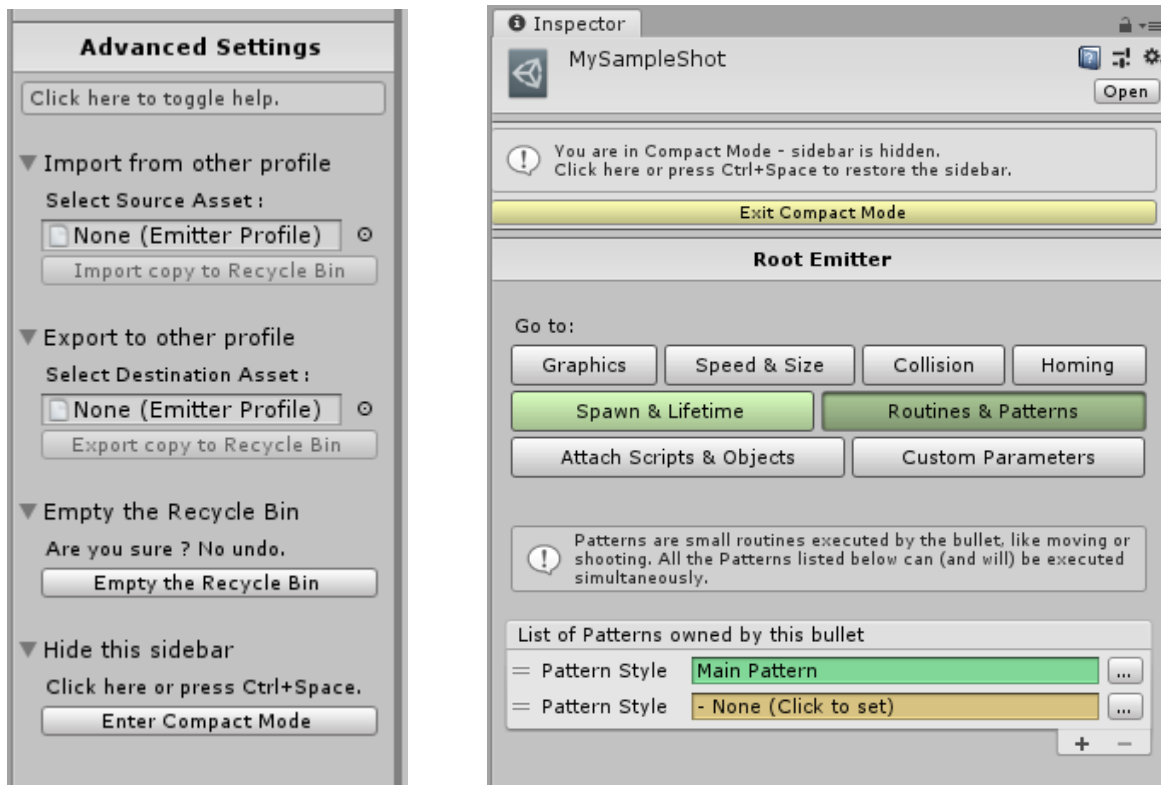 Advanced Settings
Click here to toggle help.
Import from other profile
Select Source Asset :
None (Emitter Profile)
Import copy to Recycle Bin
Export to other profile
Select Destination Asset :
None (Emitter Profile)
Export copy to Recycle Bin
Empty the Recycle Bin
Are you sure ? No undo.
Empty the Recycle Bin
Hide this sidebar
Click here or press Ctrl+Space.
Enter Compact Mode
Inspector
MySampleShot
Open
You are in Compact Mode - sidebar is hidden.
Click here or press Ctrl+Space to restore the sidebar.
Exit Compact Mode
Root Emitter
Go to:
Graphics Speed & Size Collision Homing
Spawn & Lifetime Routines & Patterns
Attach Scripts & Objects Custom Parameters
Patterns are small routines executed by the bullet, like moving or
shooting. All the Patterns listed below can (and will) be executed
simultaneously.
List of Patterns owned by this bullet
= Pattern Style Main Pattern ...
= Pattern Style - None (Click to set) ...
+ −